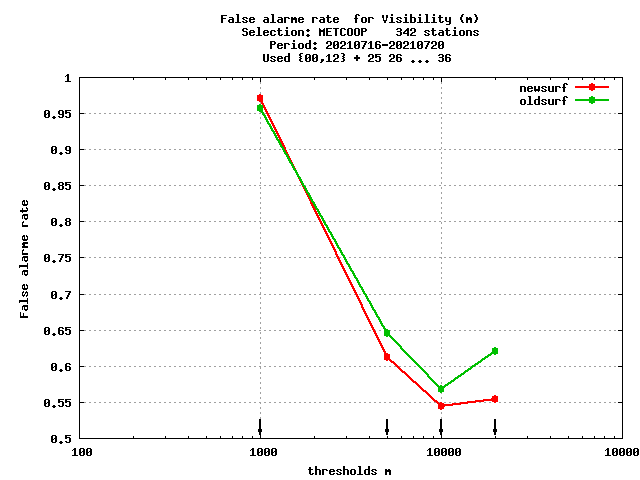 False alarme rate  for Visibility (m)
Selection: METCOOP    342 stations
Period: 20210716-20210720
Used {00,12} + 25 26 ... 36
newsurf
oldsurf
1
0.95
0.9
0.85
0.8
0.75
0.7
0.65
0.6
0.55
0.5
False alarme rate
100
1000
10000
10000
thresholds m